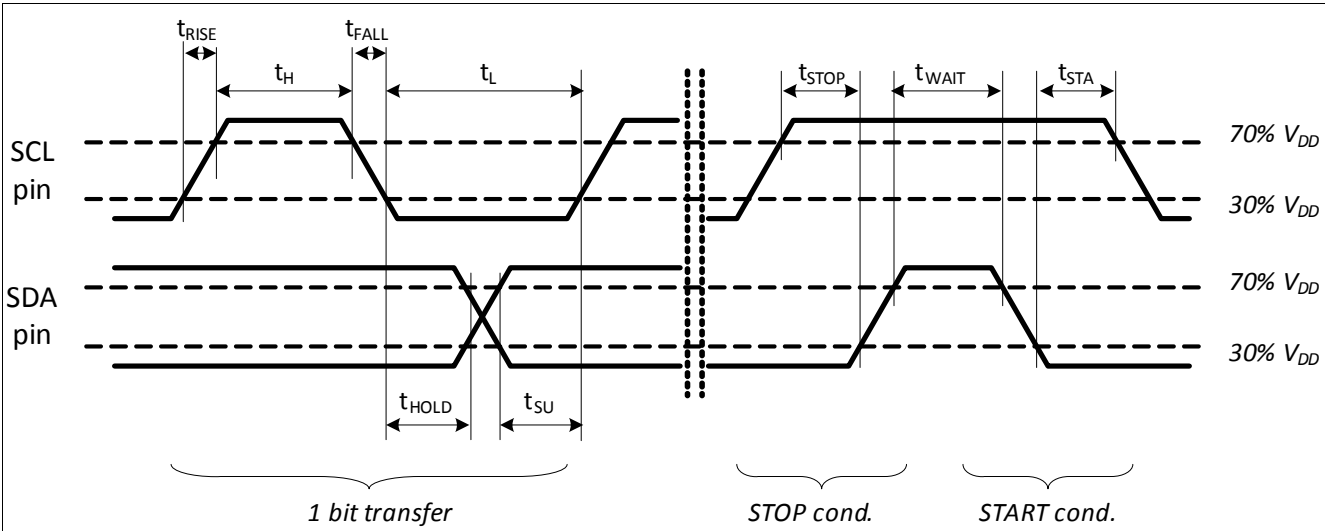 tRISE
tFALL
tH
tL
tSTOP
tWAIT
tSTA
SCL
pin
70% VDD
30% VDD
SDA
pin
70% VDD
30% VDD
tHOLD
tSU
1 bit transfer
STOP cond.
START cond.